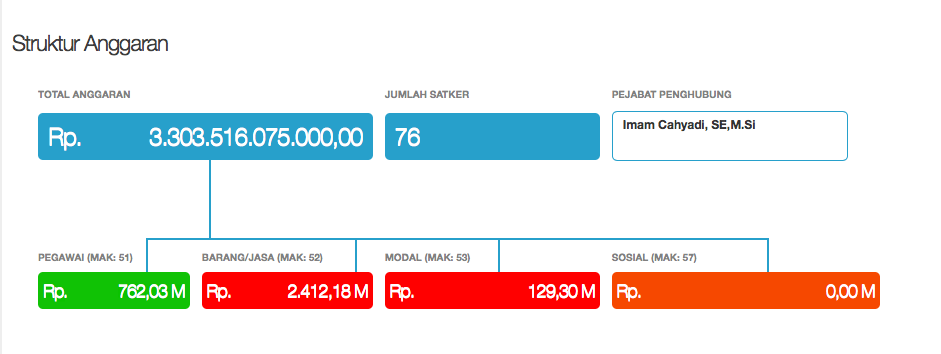 Struktur Anggaran
TOTAL ANGGARAN
Rp. 3.303.516.075.000,00
JUMLAH SATKER
76
PEJABAT PENGHUBUNG
Imam Cahyadi, SE,M.Si
PEGAWAI (MAK: 51)
Rp. 762,03 M
BARANG/JASA (MAK: 52)
Rp. 2.412,18 M
MODAL (MAK: 53)
Rp. 129,30 M
SOSIAL (MAK: 57)
Rp. 0,00 M